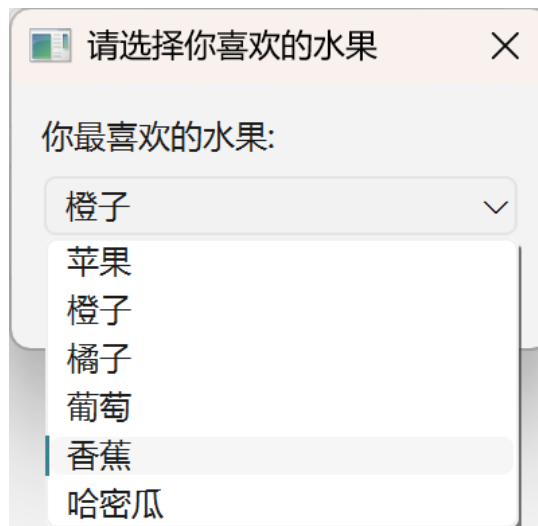 请选择你喜欢的水果
你最喜欢的水果:
橙子
苹果
橙子
橘子
葡萄
香蕉
哈密瓜